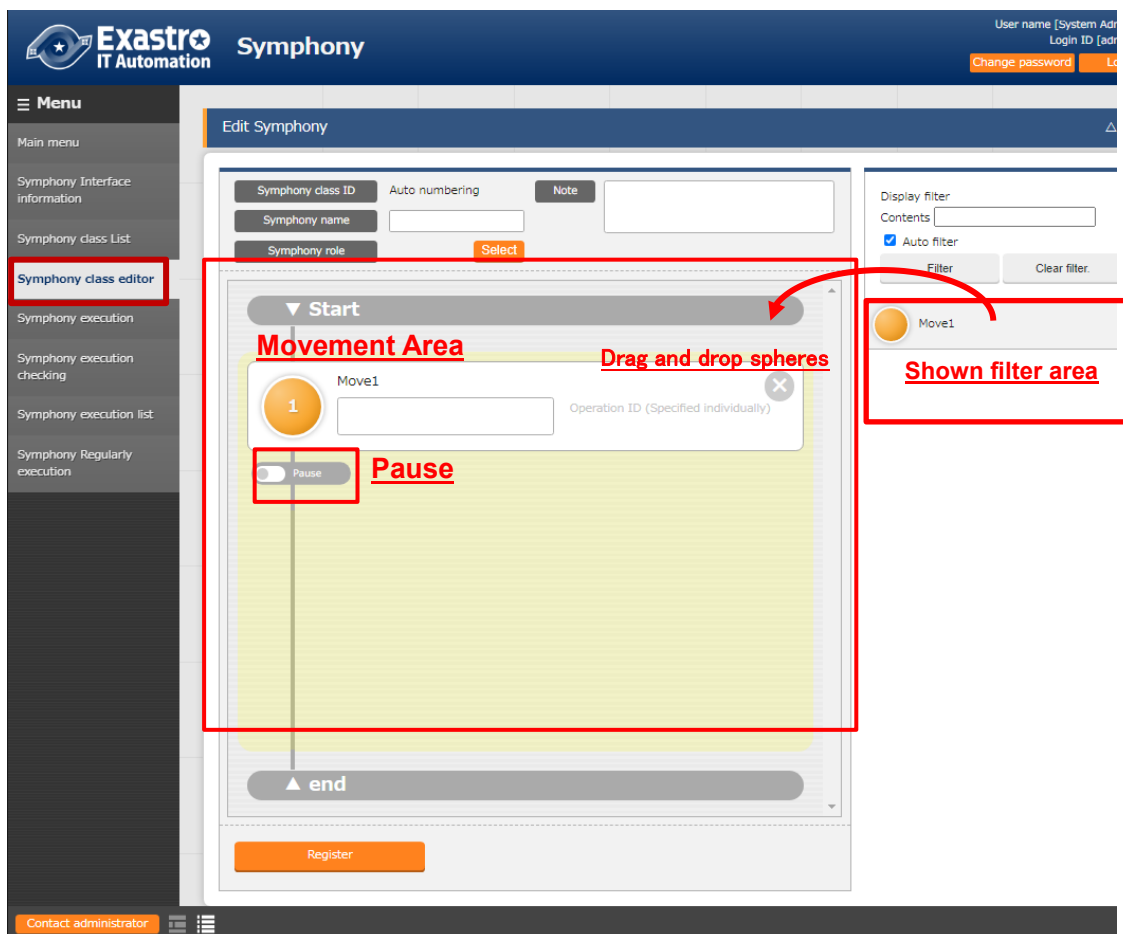 Exastro
IT Automation
Symphony
User name [System Adr
Login ID [adr
Change password
Lo
Menu
Main menu
Symphony Interface
information
Symphony class List
Symphony class editor
Symphony execution
Symphony execution
checking
Symphony execution list
Symphony Regularly
execution
Edit Symphony
Symphony class ID
Auto numbering
Note
Symphony name
Symphony role
Select
▼ Start
Movement Area
Drag and drop spheres
1
Move1
Operation ID (Specified individually)
Pause
Pause
▲ end
Register
Display filter
Contents
Auto filter
Filter
Clear filter.
Move1
Shown filter area
Contact administrator